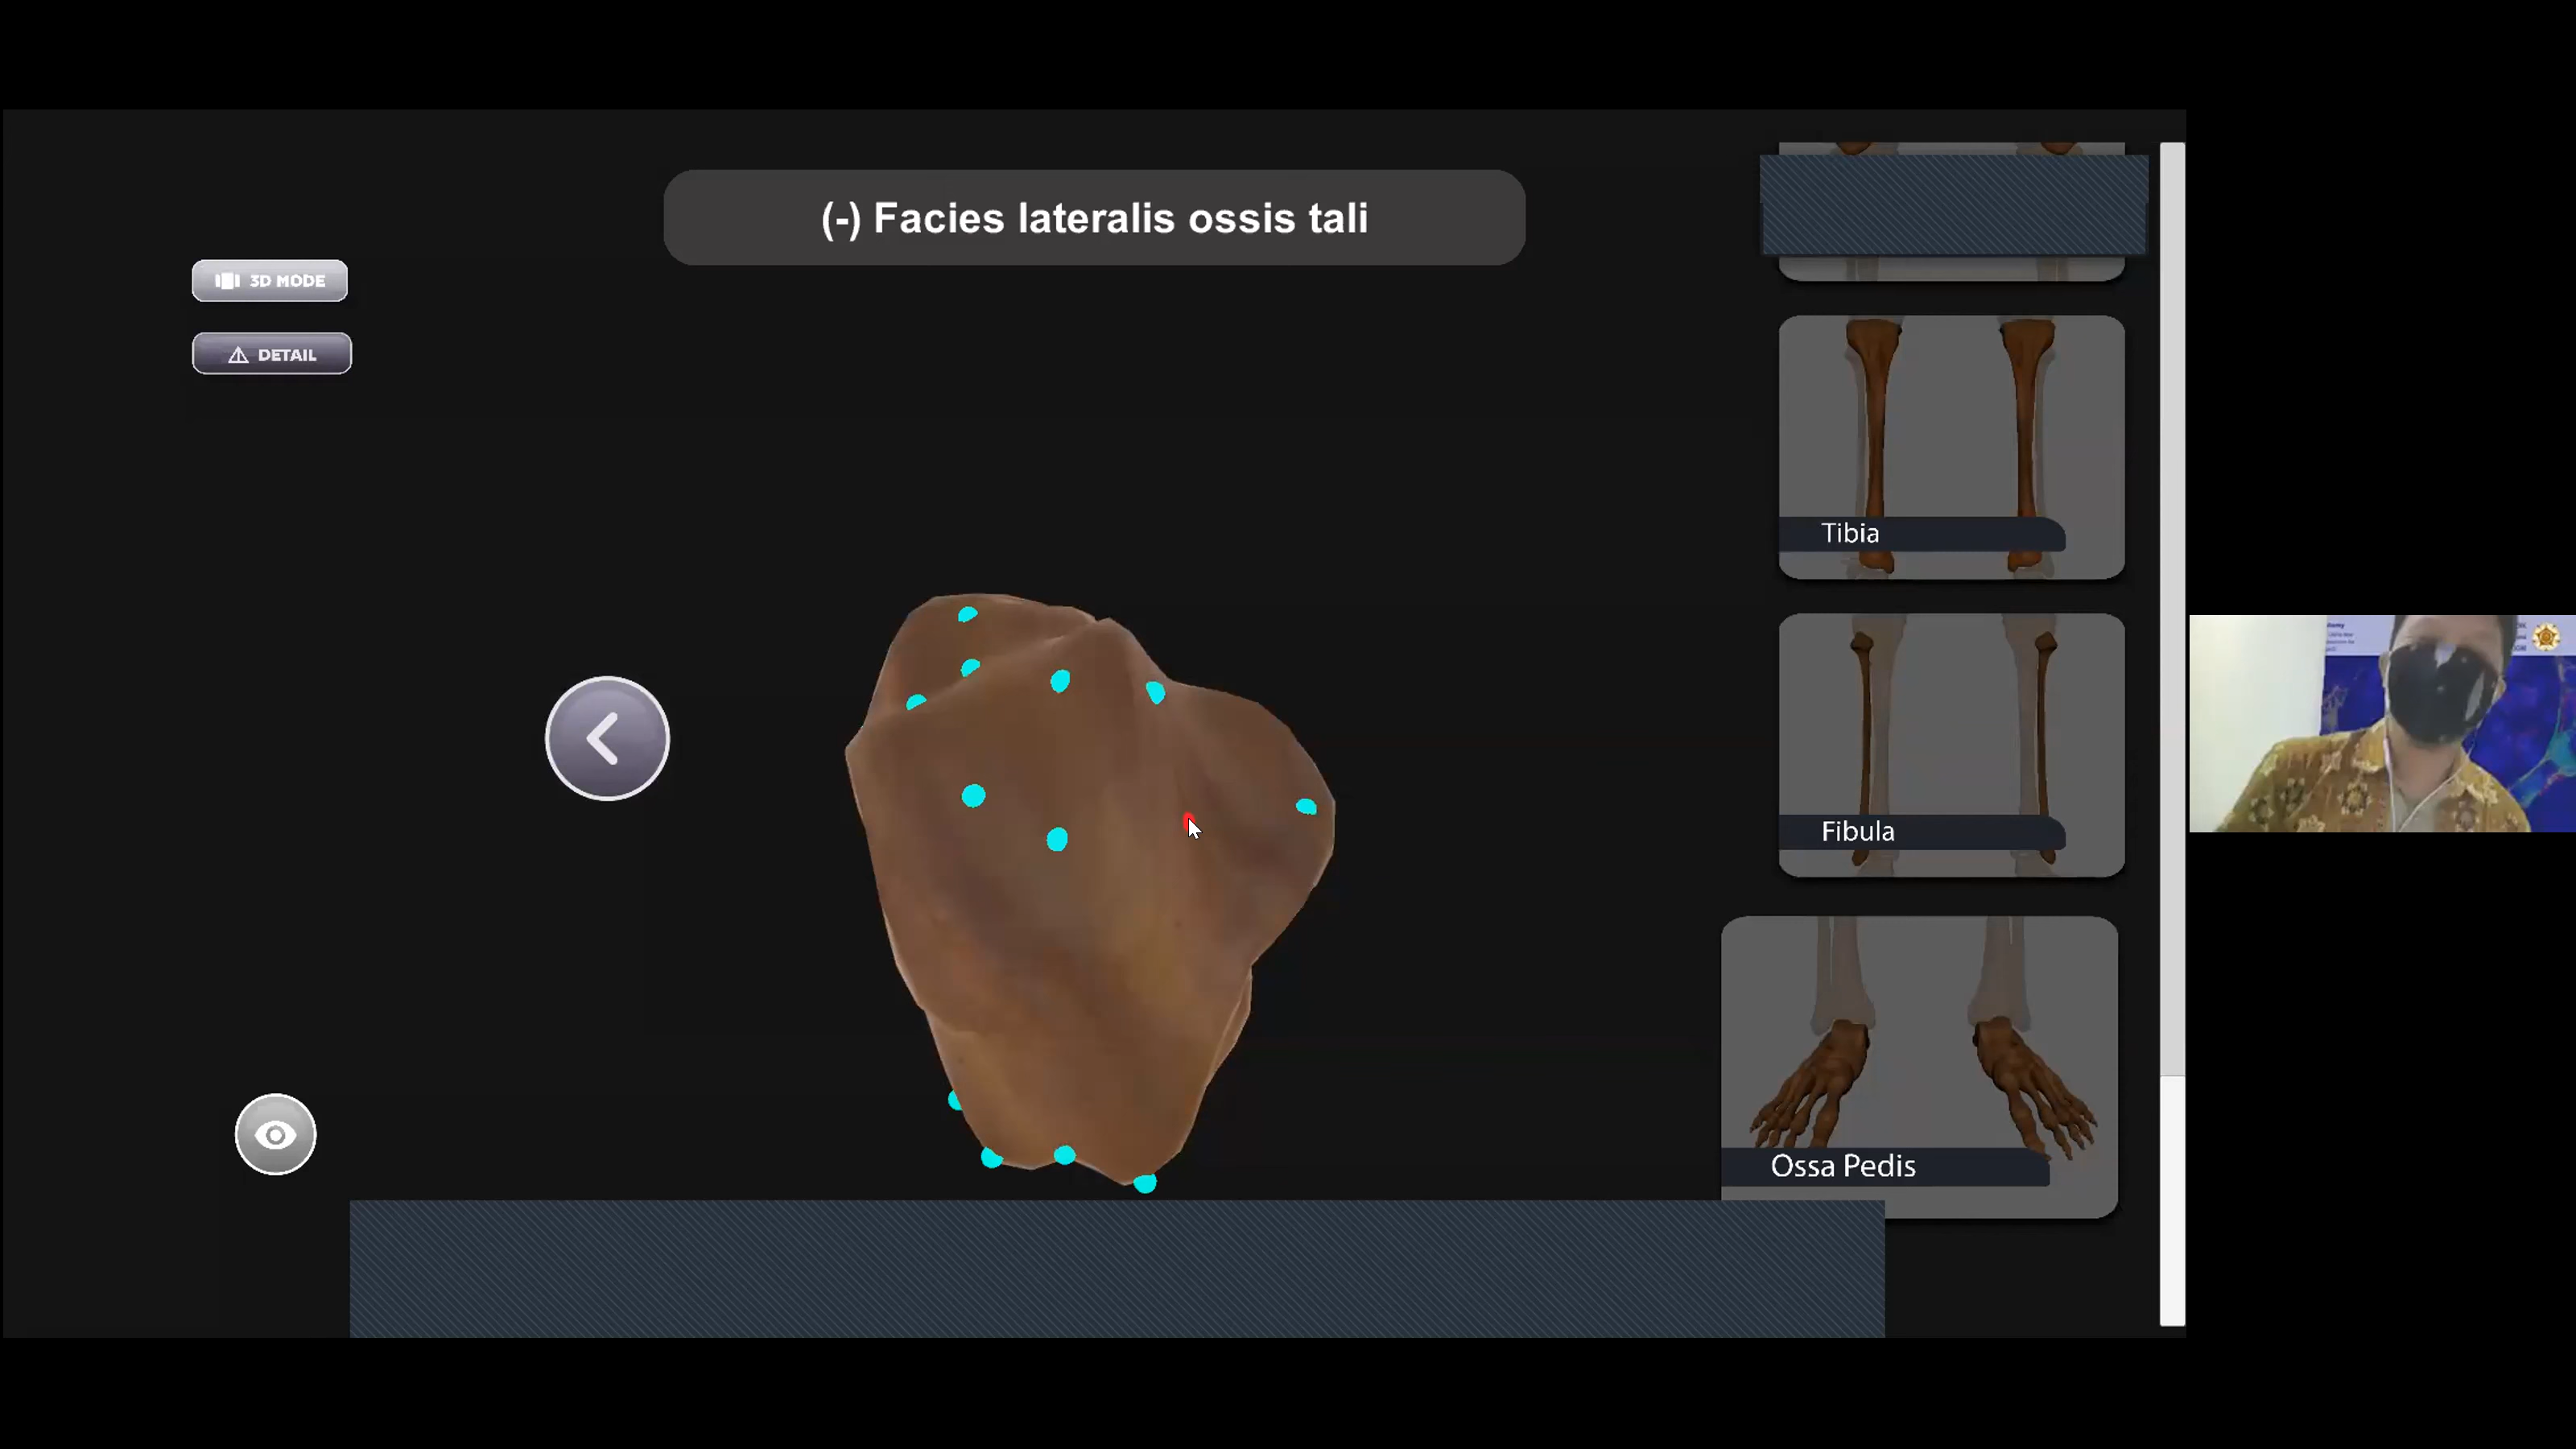 (-) Facies lateralis ossis tali
3D MODE
DETAIL
Tibia
Fibula
Ossa Pedis